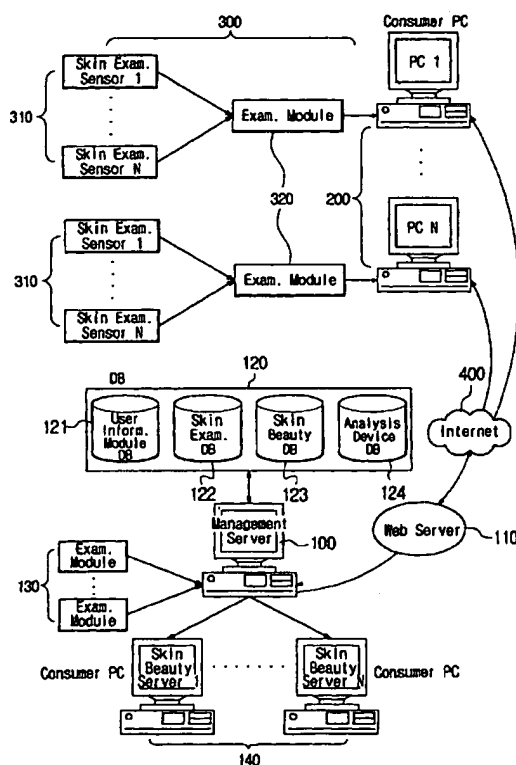 300
Consumer PC
Skin Exam.
Sensor 1
PC 1
310
Exam. Module
Skin Exam.
Sensor N
320
200
Skin Exam.
Sensor 1
PC N
310
Exam. Module
Skin Exam.
Sensor N
120
DB
400
121
User
Inform.
Module
DB
Skin
Exam.
DB
Skin
Beauty
DB
Analysis
Device
DB
Internet
122
123
124
Management
Server
100
Web Server
110
Exam.
Module
130
Exam.
Module
Consumer PC
Skin
Beauty
Server 1
Skin
Beauty
Server N
Consumer PC
140